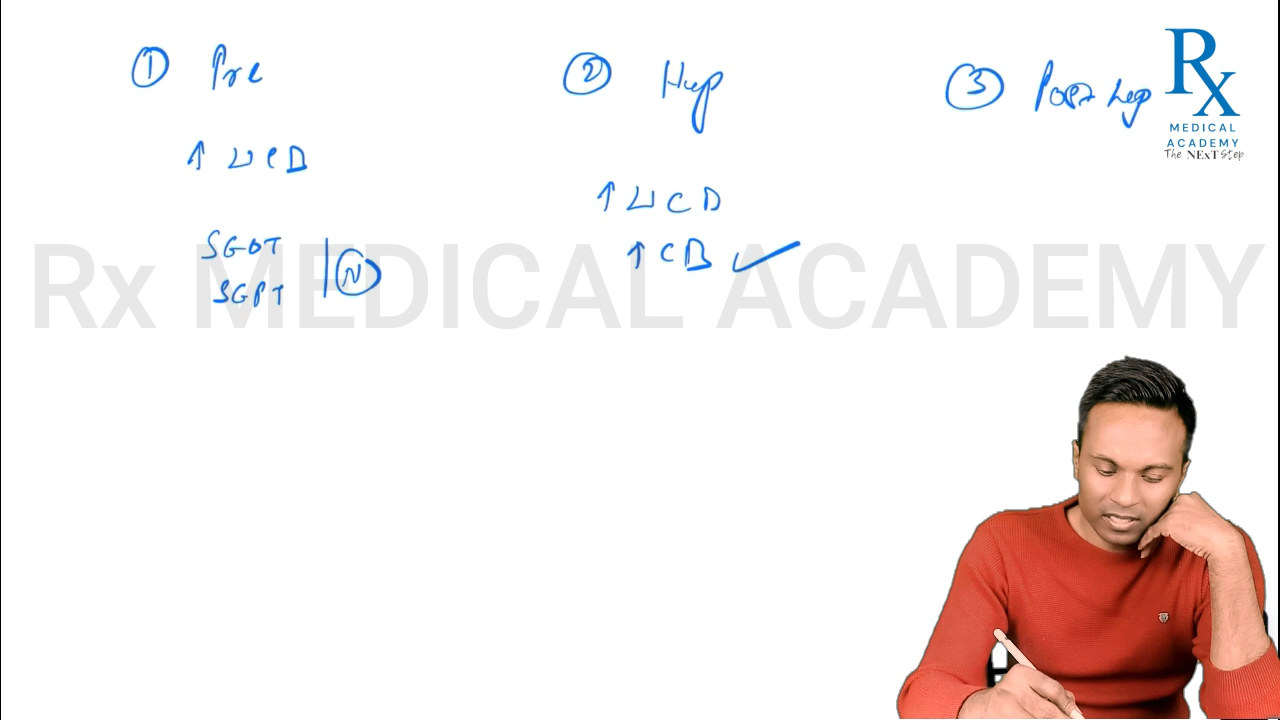 ① Pre
↑ UCB
SGOT
SGPT
Ⓝ
② Hep
↑ UCB
↑ CB ✓
③ Post hep
Rx
MEDICAL
ACADEMY
The NExT Step
Rx MEDICAL ACADEMY